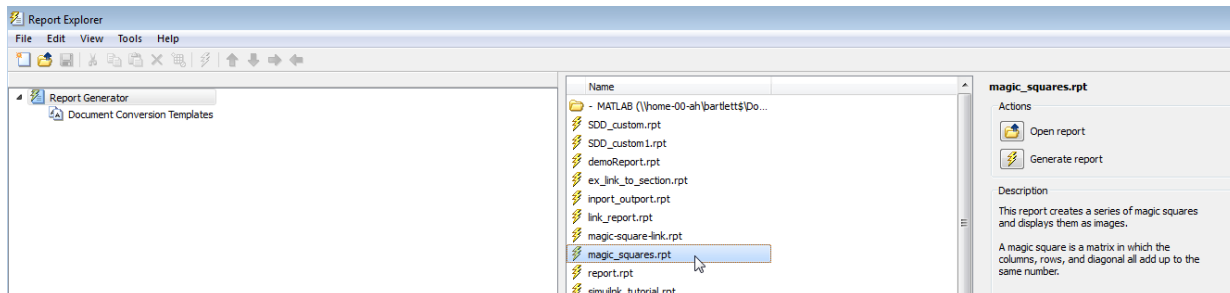 Report Explorer
File Edit View Tools Help
Report Generator
Document Conversion Templates
Name
- MATLAB (\\home-00-ah\bartlett$\Do...
SDD_custom.rpt
SDD_custom1.rpt
demoReport.rpt
ex_link_to_section.rpt
inport_outport.rpt
link_report.rpt
magic-square-link.rpt
magic_squares.rpt
report.rpt
simulnk_tutorial.rpt
magic_squares.rpt
Actions
Open report
Generate report
Description
This report creates a series of magic squares
and displays them as images.
A magic square is a matrix in which the
columns, rows, and diagonal all add up to the
same number.